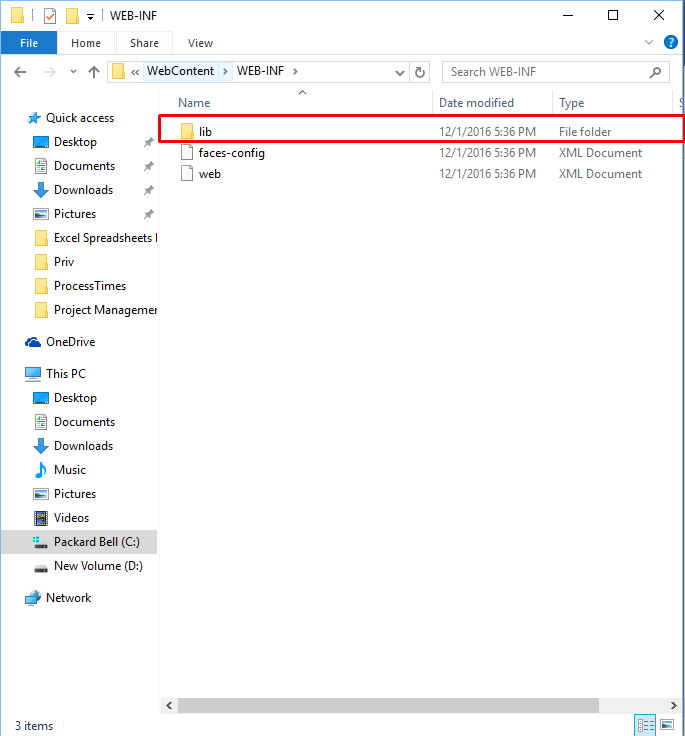 WEB-INF
File Home Share View
« WebContent › WEB-INF › Search WEB-INF
Name Date modified Type S
Quick access
Desktop
Documents
Downloads
Pictures
Excel Spreadsheets
Priv
ProcessTimes
Project Managemer
OneDrive
This PC
Desktop
Documents
Downloads
Music
Pictures
Videos
Packard Bell (C:)
New Volume (D:)
Network
lib 12/1/2016 5:36 PM File folder
faces-config 12/1/2016 5:36 PM XML Document
web 12/1/2016 5:36 PM XML Document
3 items